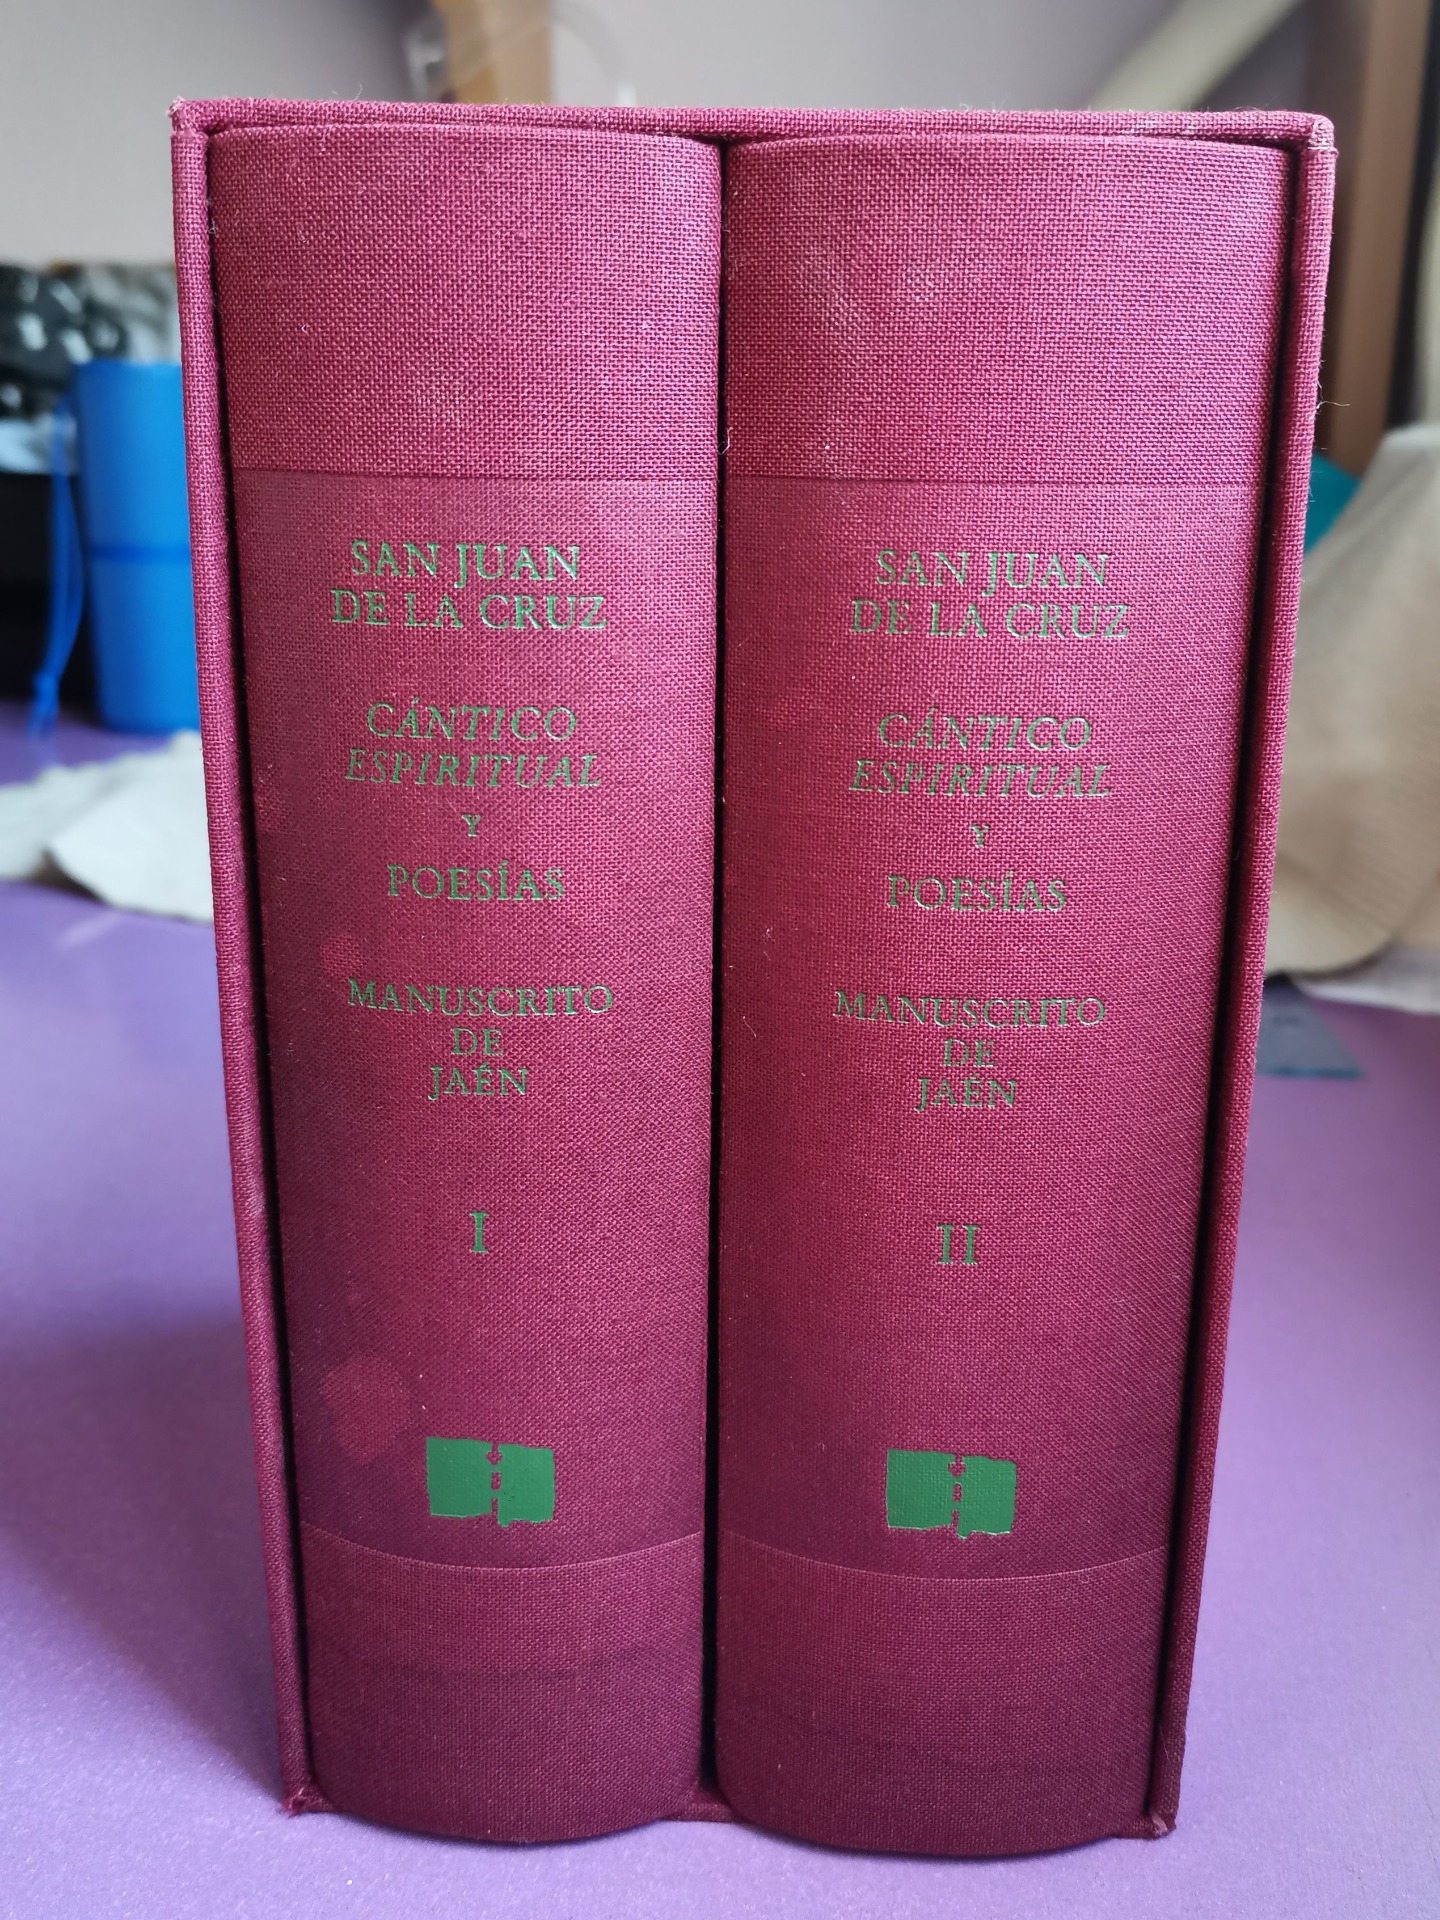 SAN JUAN
DE LA CRUZ
CÁNTICO
ESPIRITUAL
Y
POESÍAS
MANUSCRITO
DE
JAÉN
I
SAN JUAN
DE LA CRUZ
CÁNTICO
ESPIRITUAL
Y
POESÍAS
MANUSCRITO
DE
JAÉN
II